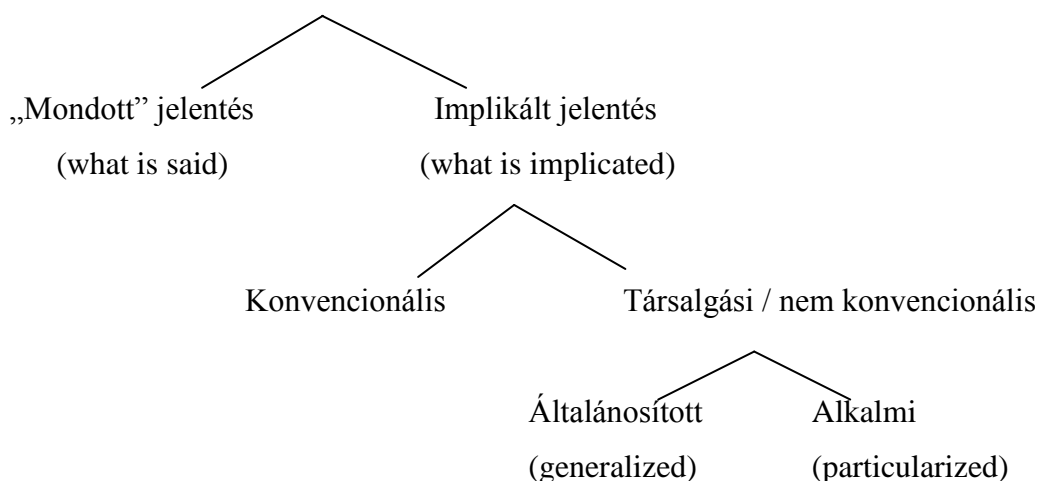 „Mondott” jelentés Implikált jelentés
(what is said) (what is implicated)
Konvencionális Társalgási / nem konvencionális
Általánosított Alkalmi
(generalized) (particularized)